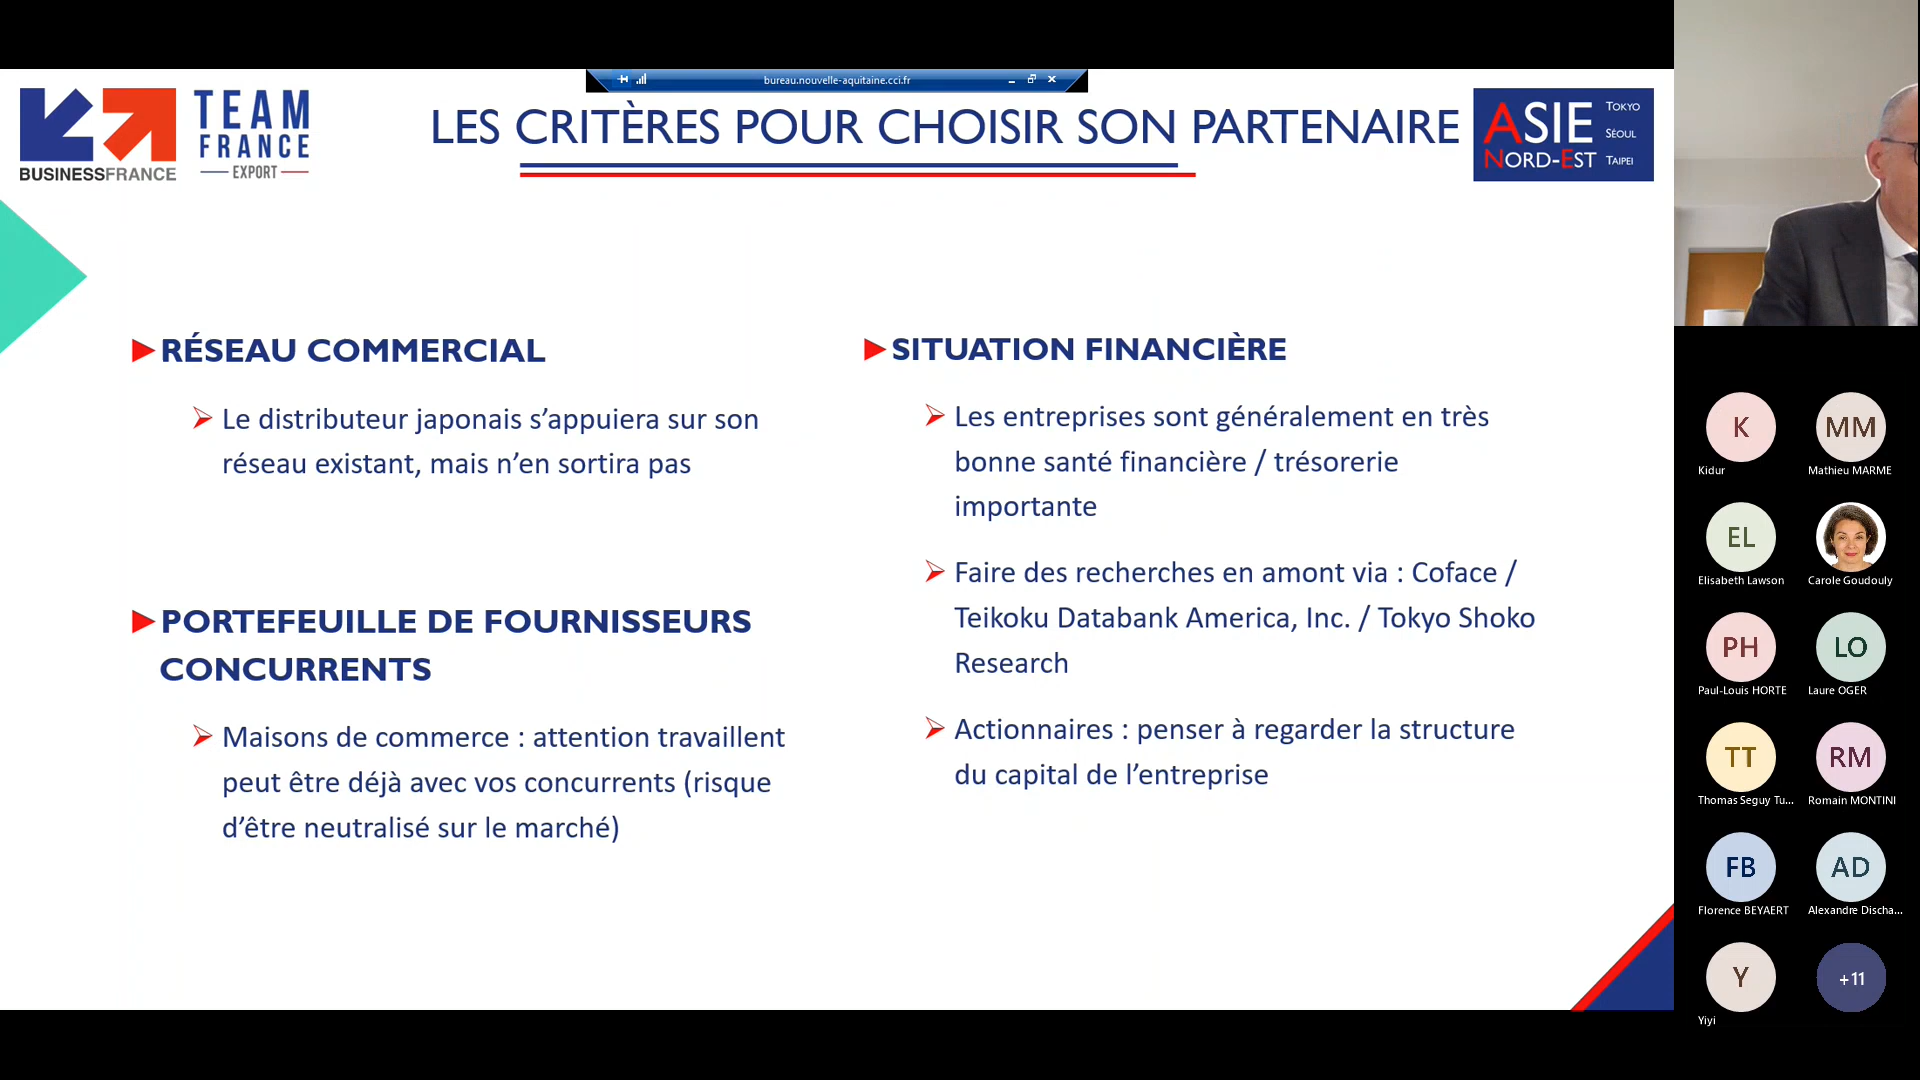 bureau.nouvelle-aquitaine.cci.fr
BUSINESSFRANCE
TEAM
FRANCE
EXPORT
LES CRITÈRES POUR CHOISIR SON PARTENAIRE
ASIE
NORD-EST
TOKYO
SÉOUL
TAIPEI
RÉSEAU COMMERCIAL
Le distributeur japonais s’appuiera sur son
réseau existant, mais n’en sortira pas
PORTEFEUILLE DE FOURNISSEURS
CONCURRENTS
Maisons de commerce : attention travaillent
peut être déjà avec vos concurrents (risque
d’être neutralisé sur le marché)
SITUATION FINANCIÈRE
Les entreprises sont généralement en très
bonne santé financière / trésorerie
importante
Faire des recherches en amont via : Coface /
Teikoku Databank America, Inc. / Tokyo Shoko
Research
Actionnaires : penser à regarder la structure
du capital de l’entreprise
K
Kidur
MM
Mathieu MARME
EL
Elisabeth Lawson
Carole Goudouly
PH
Paul-Louis HORTE
LO
Laure OGER
TT
Thomas Seguy Tu...
RM
Romain MONTINI
FB
Florence BEYAERT
AD
Alexandre Discha...
Y
Yiyi
+11